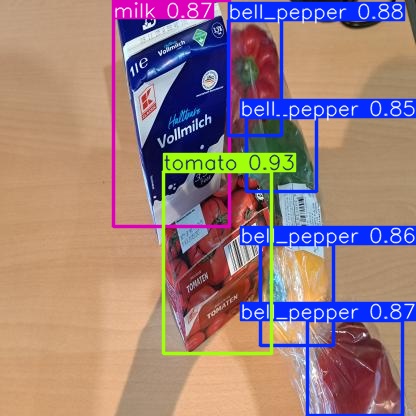 milk 0.87
bell_pepper 0.88
1l e
Vollmilch
K
CLASSIC
Haltbare
Vollmilch
bell_pepper 0.85
tomato 0.93
bell_pepper 0.86
TOMATEN
TOMATEN
bell_pepper 0.87